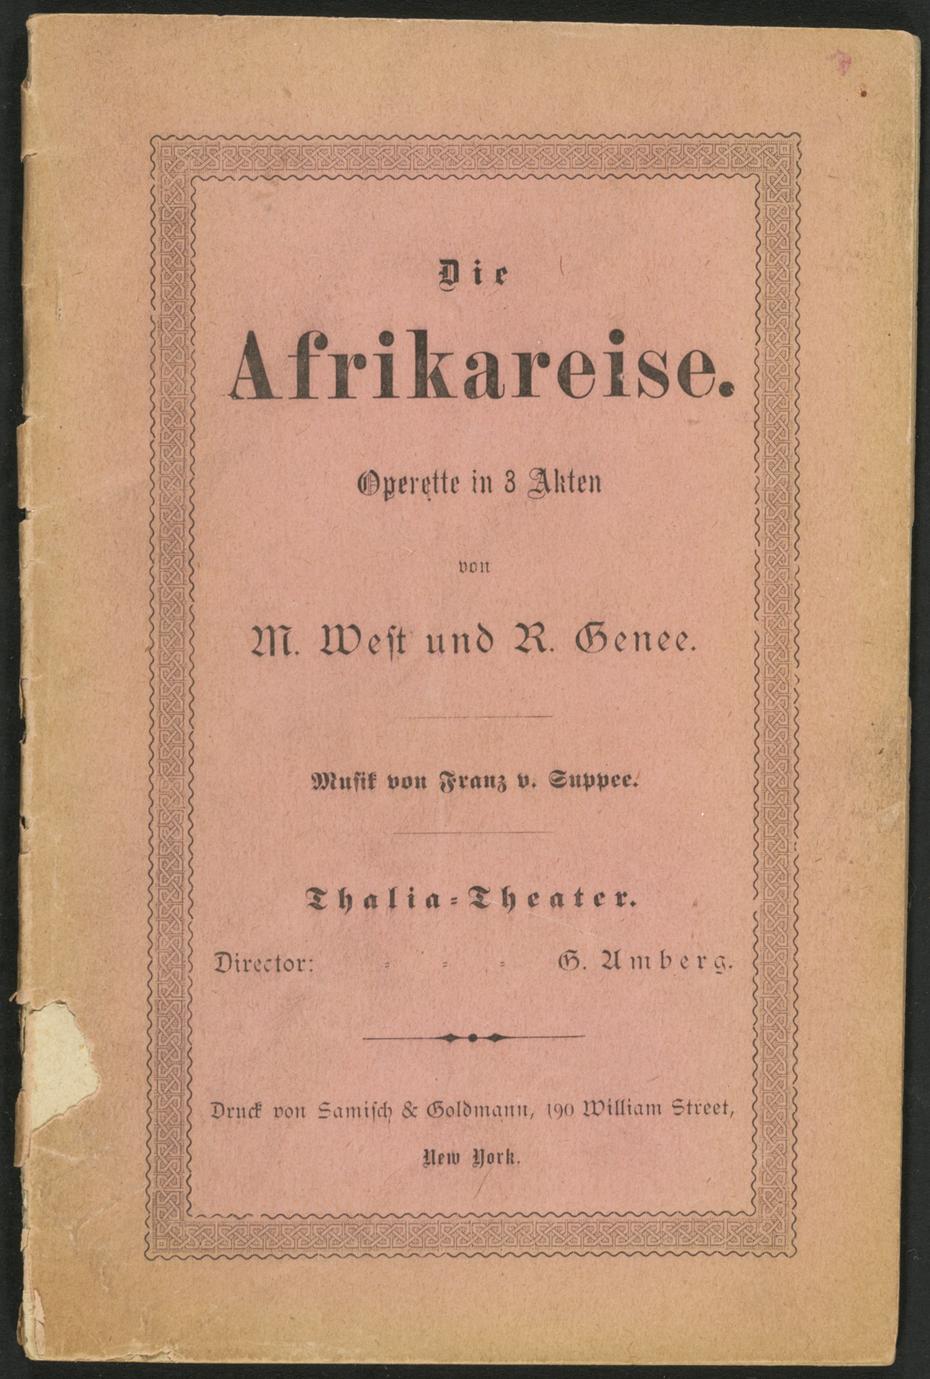 Die
Afrikareise.
Operette in 3 Akten
von
M. West und R. Genee.
Musik von Franz v. Suppee.
Thalia-Theater.
Director: - - - G. Amberg.
Druck von Samisch & Goldmann, 190 William Street,
New York.